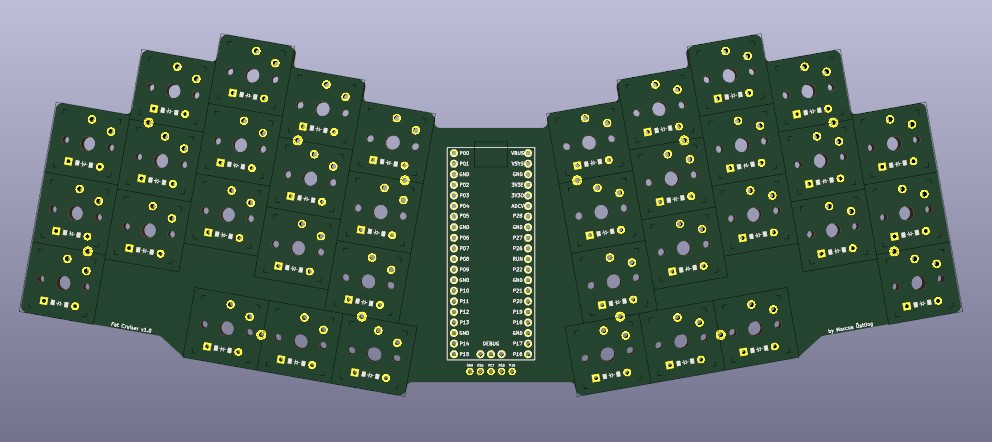 P00 VBUS
P01 VSYS
GND GND
P02 3V3E
P03 3V3O
P04 ADCV
P05 P28
GND GND
P06 P27
P07 P26
P08 RUN
P09 P22
GND GND
P10 P21
P11 P20
P12 P19
P13 P18
GND GND
P14 DEBUG P17
P15 P16
Fat Cruiser v1.0
by Marcus Östling